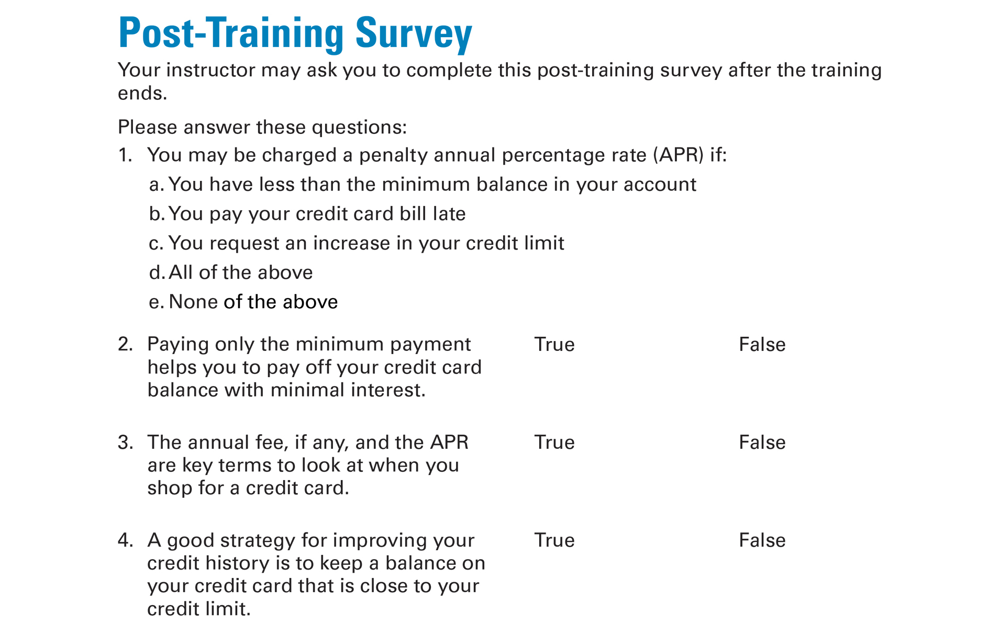 Post-Training Survey
Your instructor may ask you to complete this post-training survey after the training
ends.
Please answer these questions:
1. You may be charged a penalty annual percentage rate (APR) if:
a. You have less than the minimum balance in your account
b. You pay your credit card bill late
c. You request an increase in your credit limit
d. All of the above
e. None of the above
2. Paying only the minimum payment True False
helps you to pay off your credit card
balance with minimal interest.
3. The annual fee, if any, and the APR True False
are key terms to look at when you
shop for a credit card.
4. A good strategy for improving your True False
credit history is to keep a balance on
your credit card that is close to your
credit limit.